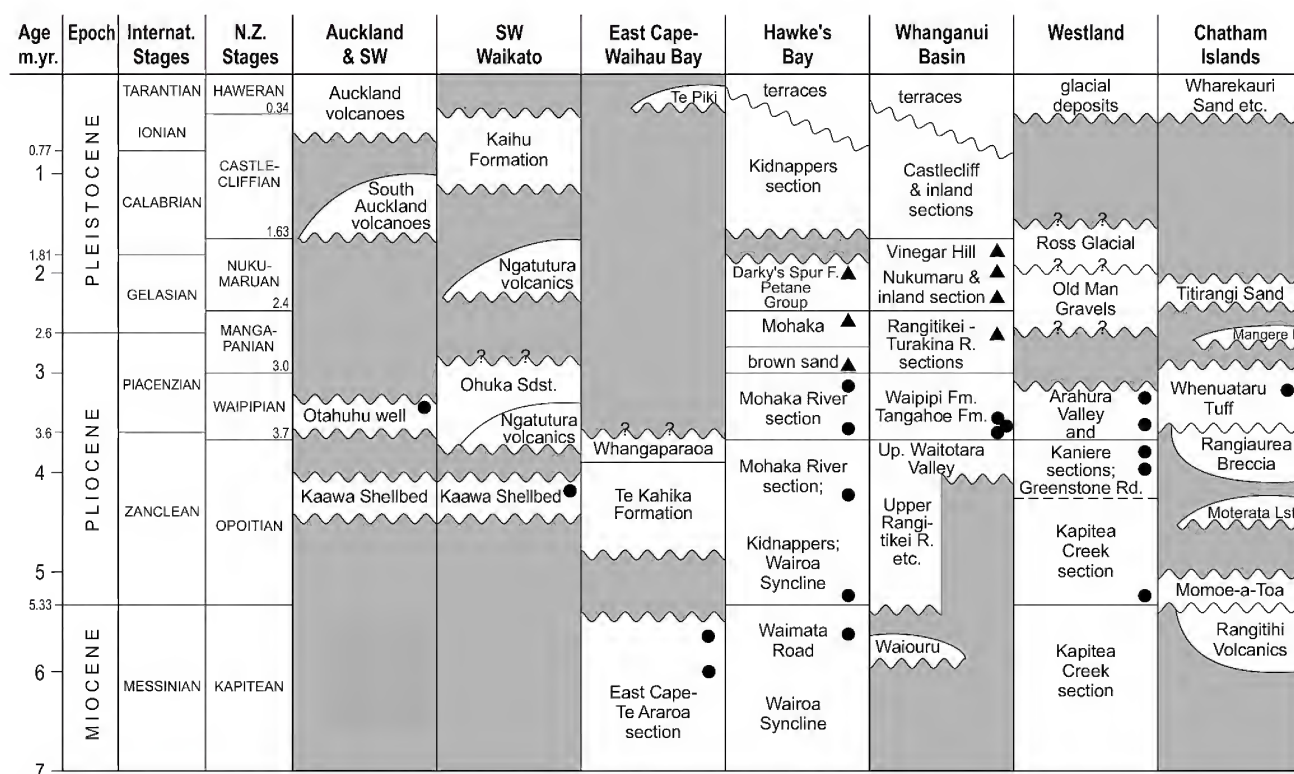 Age
m.yr.
Epoch
Internat.
Stages
N.Z.
Stages
Auckland
& SW
SW
Waikato
East Cape-
Waihau Bay
Hawke's
Bay
Whanganui
Basin
Westland
Chatham
Islands
0.77
1
1.81
2
2.6
3
3.6
4
5
5.33
6
7
PLEISTOCENE
PLIOCENE
MIOCENE
TARANTIAN
IONIAN
CALABRIAN
GELASIAN
PIACENZIAN
ZANCLEAN
MESSINIAN
HAWERAN
0.34
CASTLE-
CLIFFIAN
1.63
NUKU-
MARUAN
2.4
MANGA-
PANIAN
3.0
WAIPIPIAN
3.7
OPOITIAN
KAPITEAN
Auckland
volcanoes
South
Auckland
volcanoes
Otahuhu well
Kaawa Shellbed
Kaihu
Formation
Ngatutura
volcanics
? ?
Ohuka Sdst.
Ngatutura
volcanics
Kaawa Shellbed
Te Piki
? ?
Whangaparaoa
Te Kahika
Formation
East Cape-
Te Araroa
section
terraces
Kidnappers
section
Darky's Spur F.
Petane
Group
Mohaka
brown sand
Mohaka River
section
Mohaka River
section;
Kidnappers;
Wairoa
Syncline
Waimata
Road
Wairoa
Syncline
terraces
Castlecliff
& inland
sections
Vinegar Hill
Nukumaru &
inland section
Rangitikei -
Turakina R.
sections
Waipipi Fm.
Tangahoe Fm.
Up. Waitotara
Valley
Upper
Rangi-
tikei R.
etc.
Waiouru
glacial
deposits
? ?
Ross Glacial
? ?
Old Man
Gravels
? ?
Arahura
Valley
and
Kaniere
sections;
Greenstone Rd.
Kapitea
Creek
section
Kapitea
Creek
section
Wharekauri
Sand etc.
Titirangi Sand
Mangere
Whenuataru
Tuff
Rangiaurea
Breccia
Moterata Lst
Momoe-a-Toa
Rangitihi
Volcanics